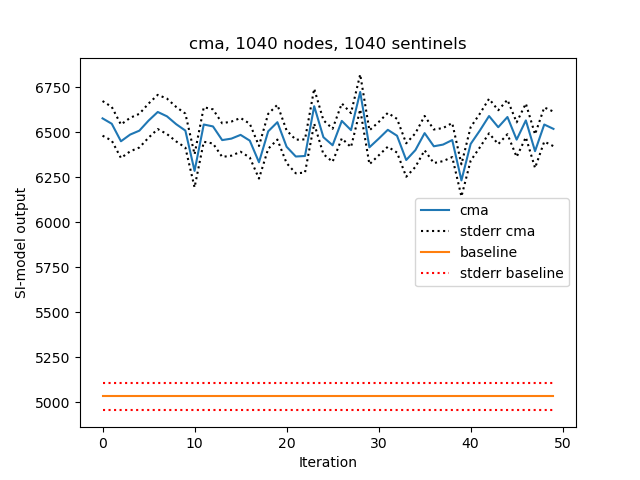 cma, 1040 nodes, 1040 sentinels
SI-model output
6750
6500
6250
6000
5750
5500
5250
5000
cma
stderr cma
baseline
stderr baseline
0 10 20 30 40 50
Iteration